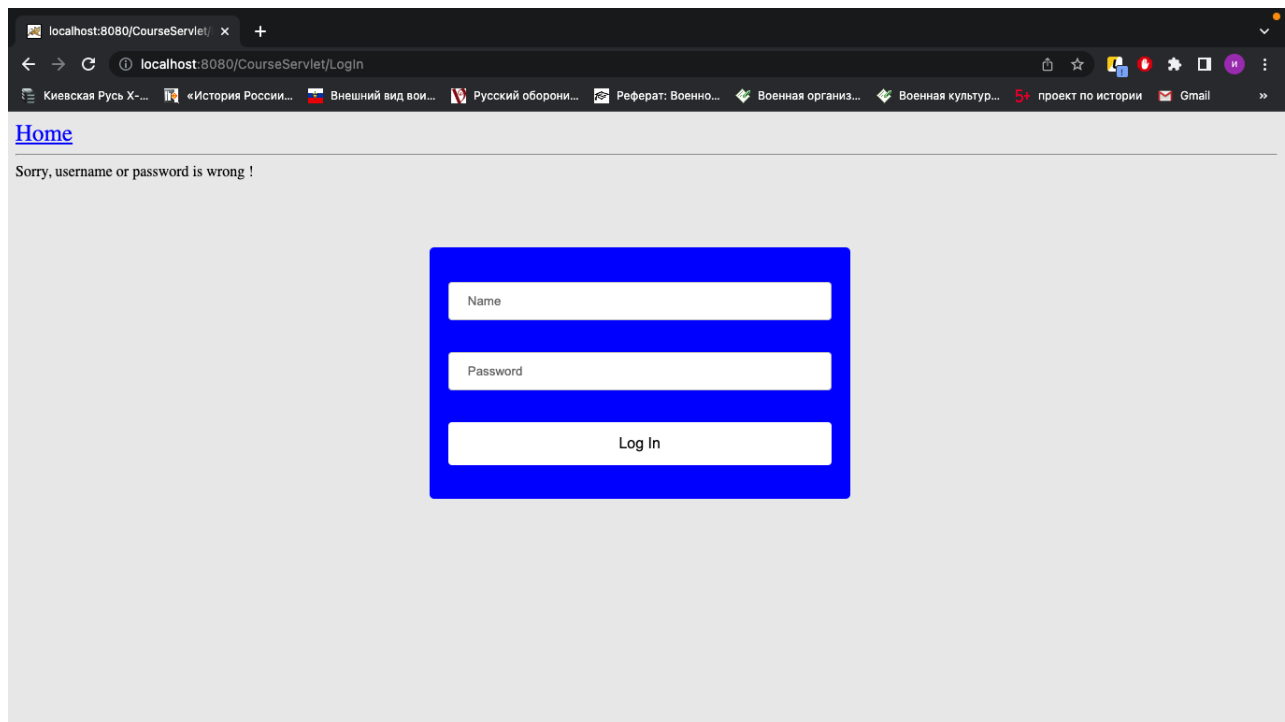 localhost:8080/CourseServlet/
localhost:8080/CourseServlet/LogIn
И
Киевская Русь X-... «История России... Внешний вид вои... Русский оборони... Реферат: Военно... Военная организ... Военная культур... 5+ проект по истории Gmail »
Home
Sorry, username or password is wrong !
Name
Password
Log In